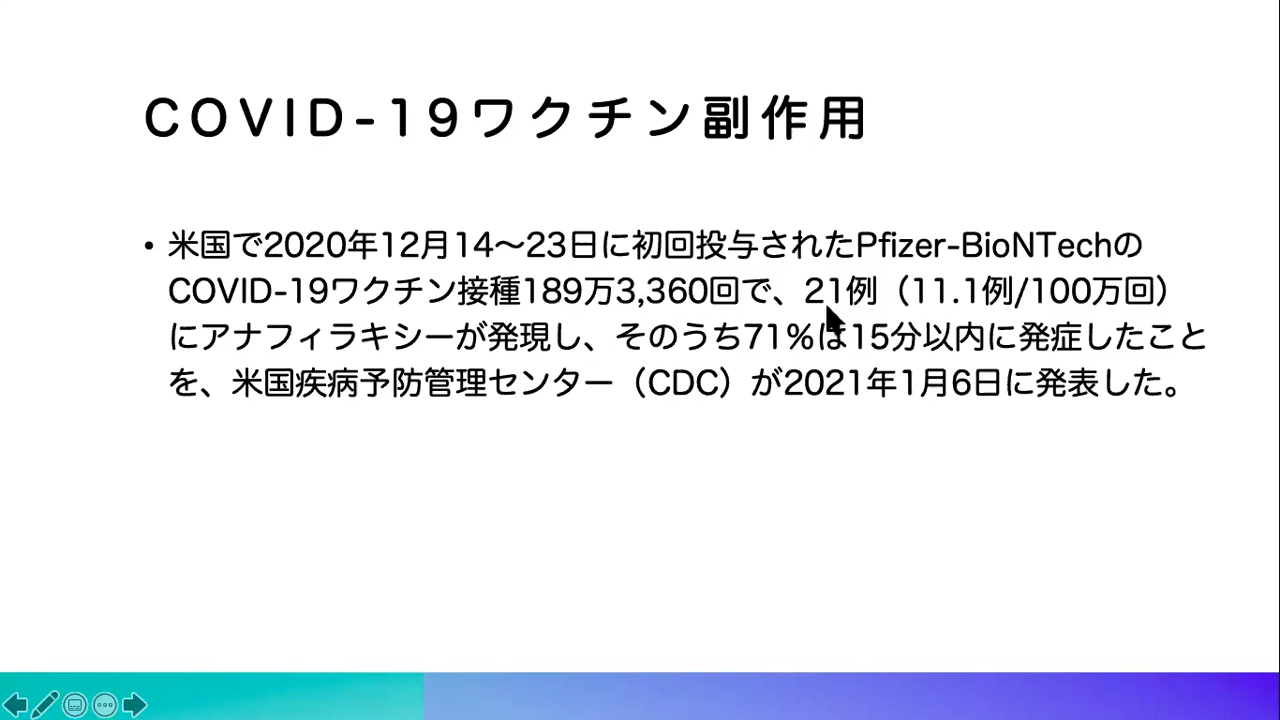 COVID-19ワクチン副作用
• 米国で2020年12月14～23日に初回投与されたPfizer-BioNTechの
COVID-19ワクチン接種189万3,360回で、21例（11.1例/100万回）
にアナフィラキシーが発現し、そのうち71%は15分以内に発症したこと
を、米国疾病予防管理センター（CDC）が2021年1月6日に発表した。